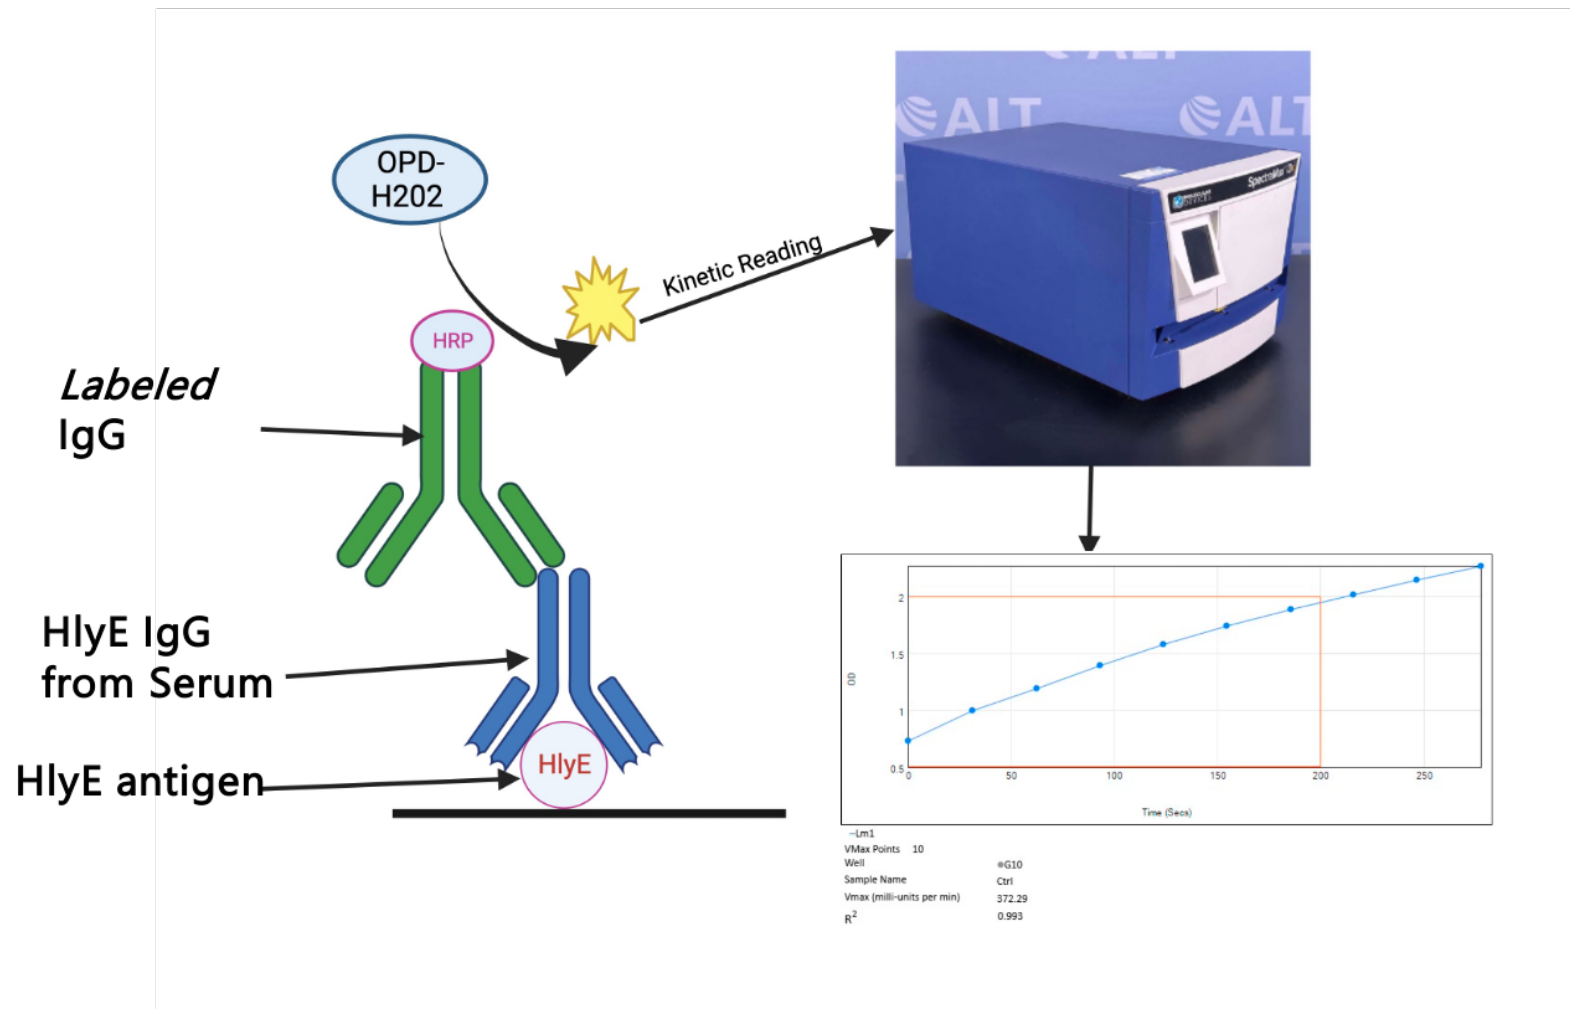 OPD-
H202
HRP
Labeled
IgG
HlyE IgG
from Serum
HlyE antigen
HlyE
Kinetic Reading
ALT
ALT
ALT
SpectraMax
OD
2
1.5
1
0.5
0 50 100 150 200 250
Time (Secs)
Lm1
VMax Points 10
Well G10
Sample Name Ctrl
Vmax (milli-units per min) 372.29
R² 0.993